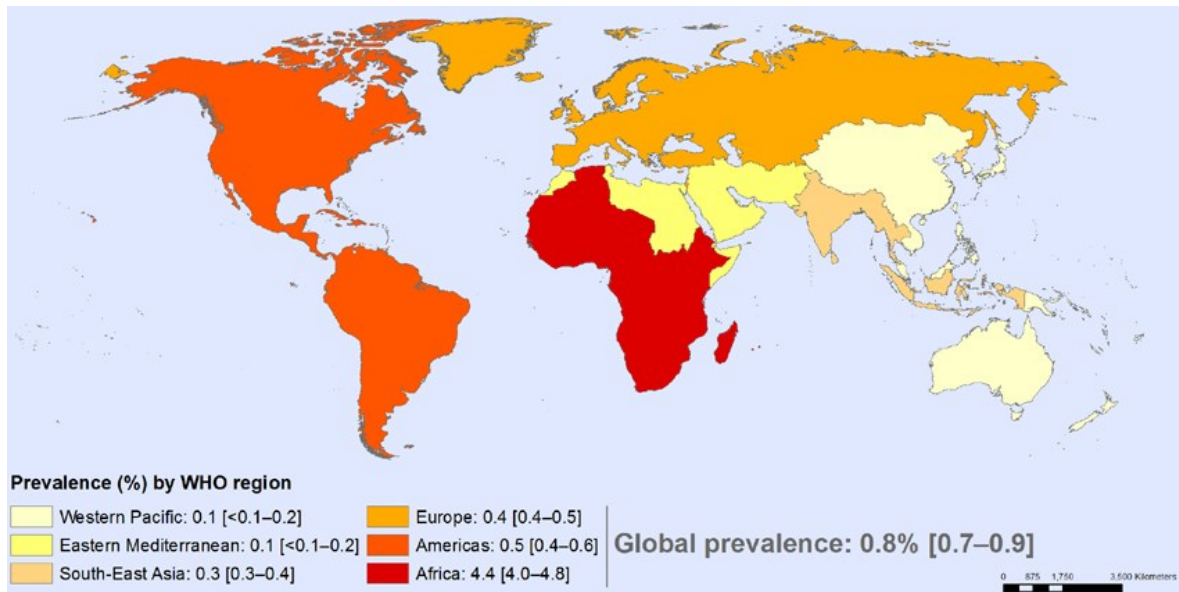 Prevalence (%) by WHO region
Western Pacific: 0.1 [<0.1–0.2]
Eastern Mediterranean: 0.1 [<0.1–0.2]
South-East Asia: 0.3 [0.3–0.4]
Europe: 0.4 [0.4–0.5]
Americas: 0.5 [0.4–0.6]
Africa: 4.4 [4.0–4.8]
Global prevalence: 0.8% [0.7–0.9]
0 875 1,750 3,500 Kilometers